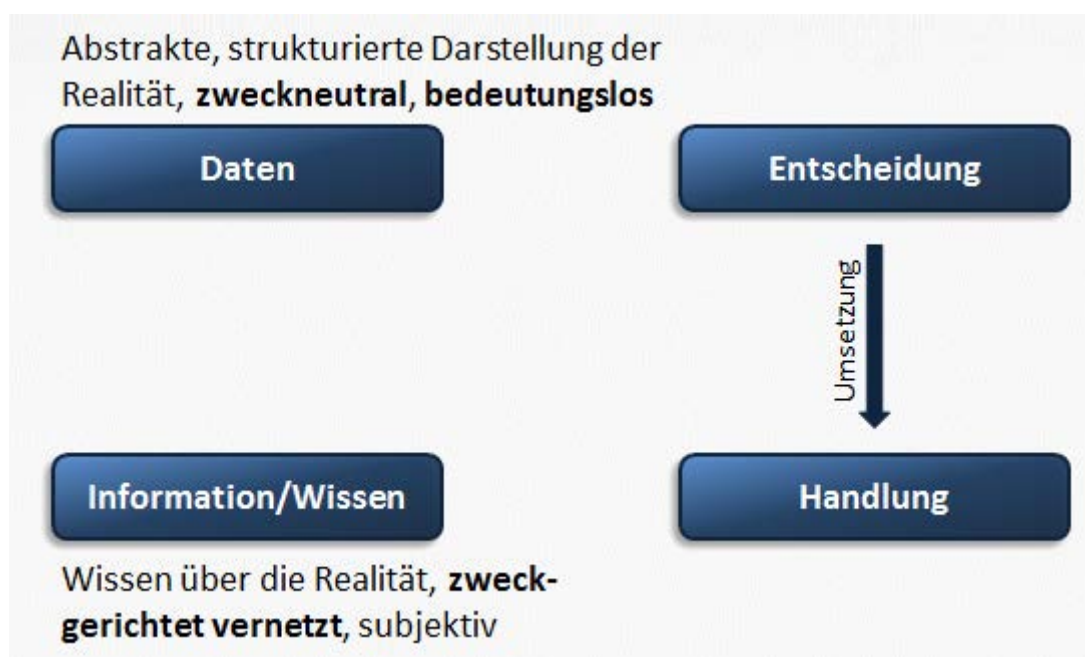 Abstrakte, strukturierte Darstellung der
Realität, zweckneutral, bedeutungslos
Daten
Entscheidung
Umsetzung
Information/Wissen
Handlung
Wissen über die Realität, zweck-
gerichtet vernetzt, subjektiv